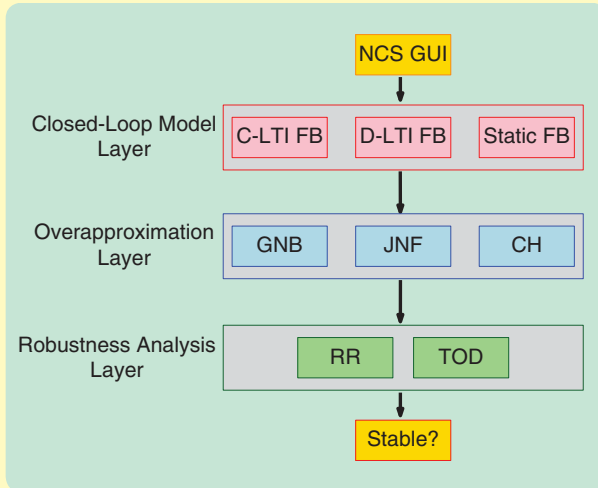 NCS GUI
Closed-Loop Model
Layer
C-LTI FB
D-LTI FB
Static FB
Overapproximation
Layer
GNB
JNF
CH
Robustness Analysis
Layer
RR
TOD
Stable?